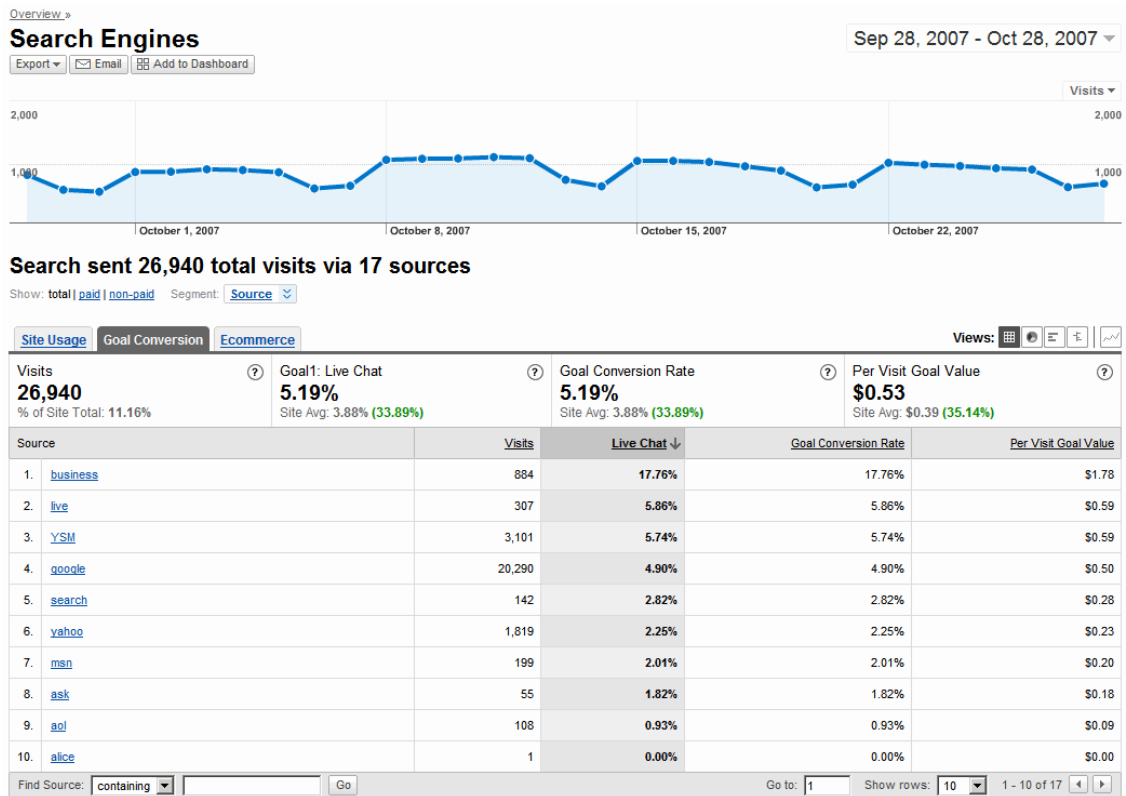 Overview »
Search Engines
Sep 28, 2007 - Oct 28, 2007
Export Email Add to Dashboard
Visits
2,000 2,000
1,000 1,000
October 1, 2007 October 8, 2007 October 15, 2007 October 22, 2007
Search sent 26,940 total visits via 17 sources
Show: total | paid | non-paid Segment: Source
Site Usage Goal Conversion Ecommerce Views:
Visits ? Goal1: Live Chat ? Goal Conversion Rate ? Per Visit Goal Value ?
26,940 5.19% 5.19% $0.53
% of Site Total: 11.16% Site Avg: 3.88% (33.89%) Site Avg: 3.88% (33.89%) Site Avg: $0.39 (35.14%)
Source Visits Live Chat Goal Conversion Rate Per Visit Goal Value
1. business 884 17.76% 17.76% $1.78
2. live 307 5.86% 5.86% $0.59
3. YSM 3,101 5.74% 5.74% $0.59
4. google 20,290 4.90% 4.90% $0.50
5. search 142 2.82% 2.82% $0.28
6. yahoo 1,819 2.25% 2.25% $0.23
7. msn 199 2.01% 2.01% $0.20
8. ask 55 1.82% 1.82% $0.18
9. aol 108 0.93% 0.93% $0.09
10. alice 1 0.00% 0.00% $0.00
Find Source: containing Go Go to: 1 Show rows: 10 1 - 10 of 17